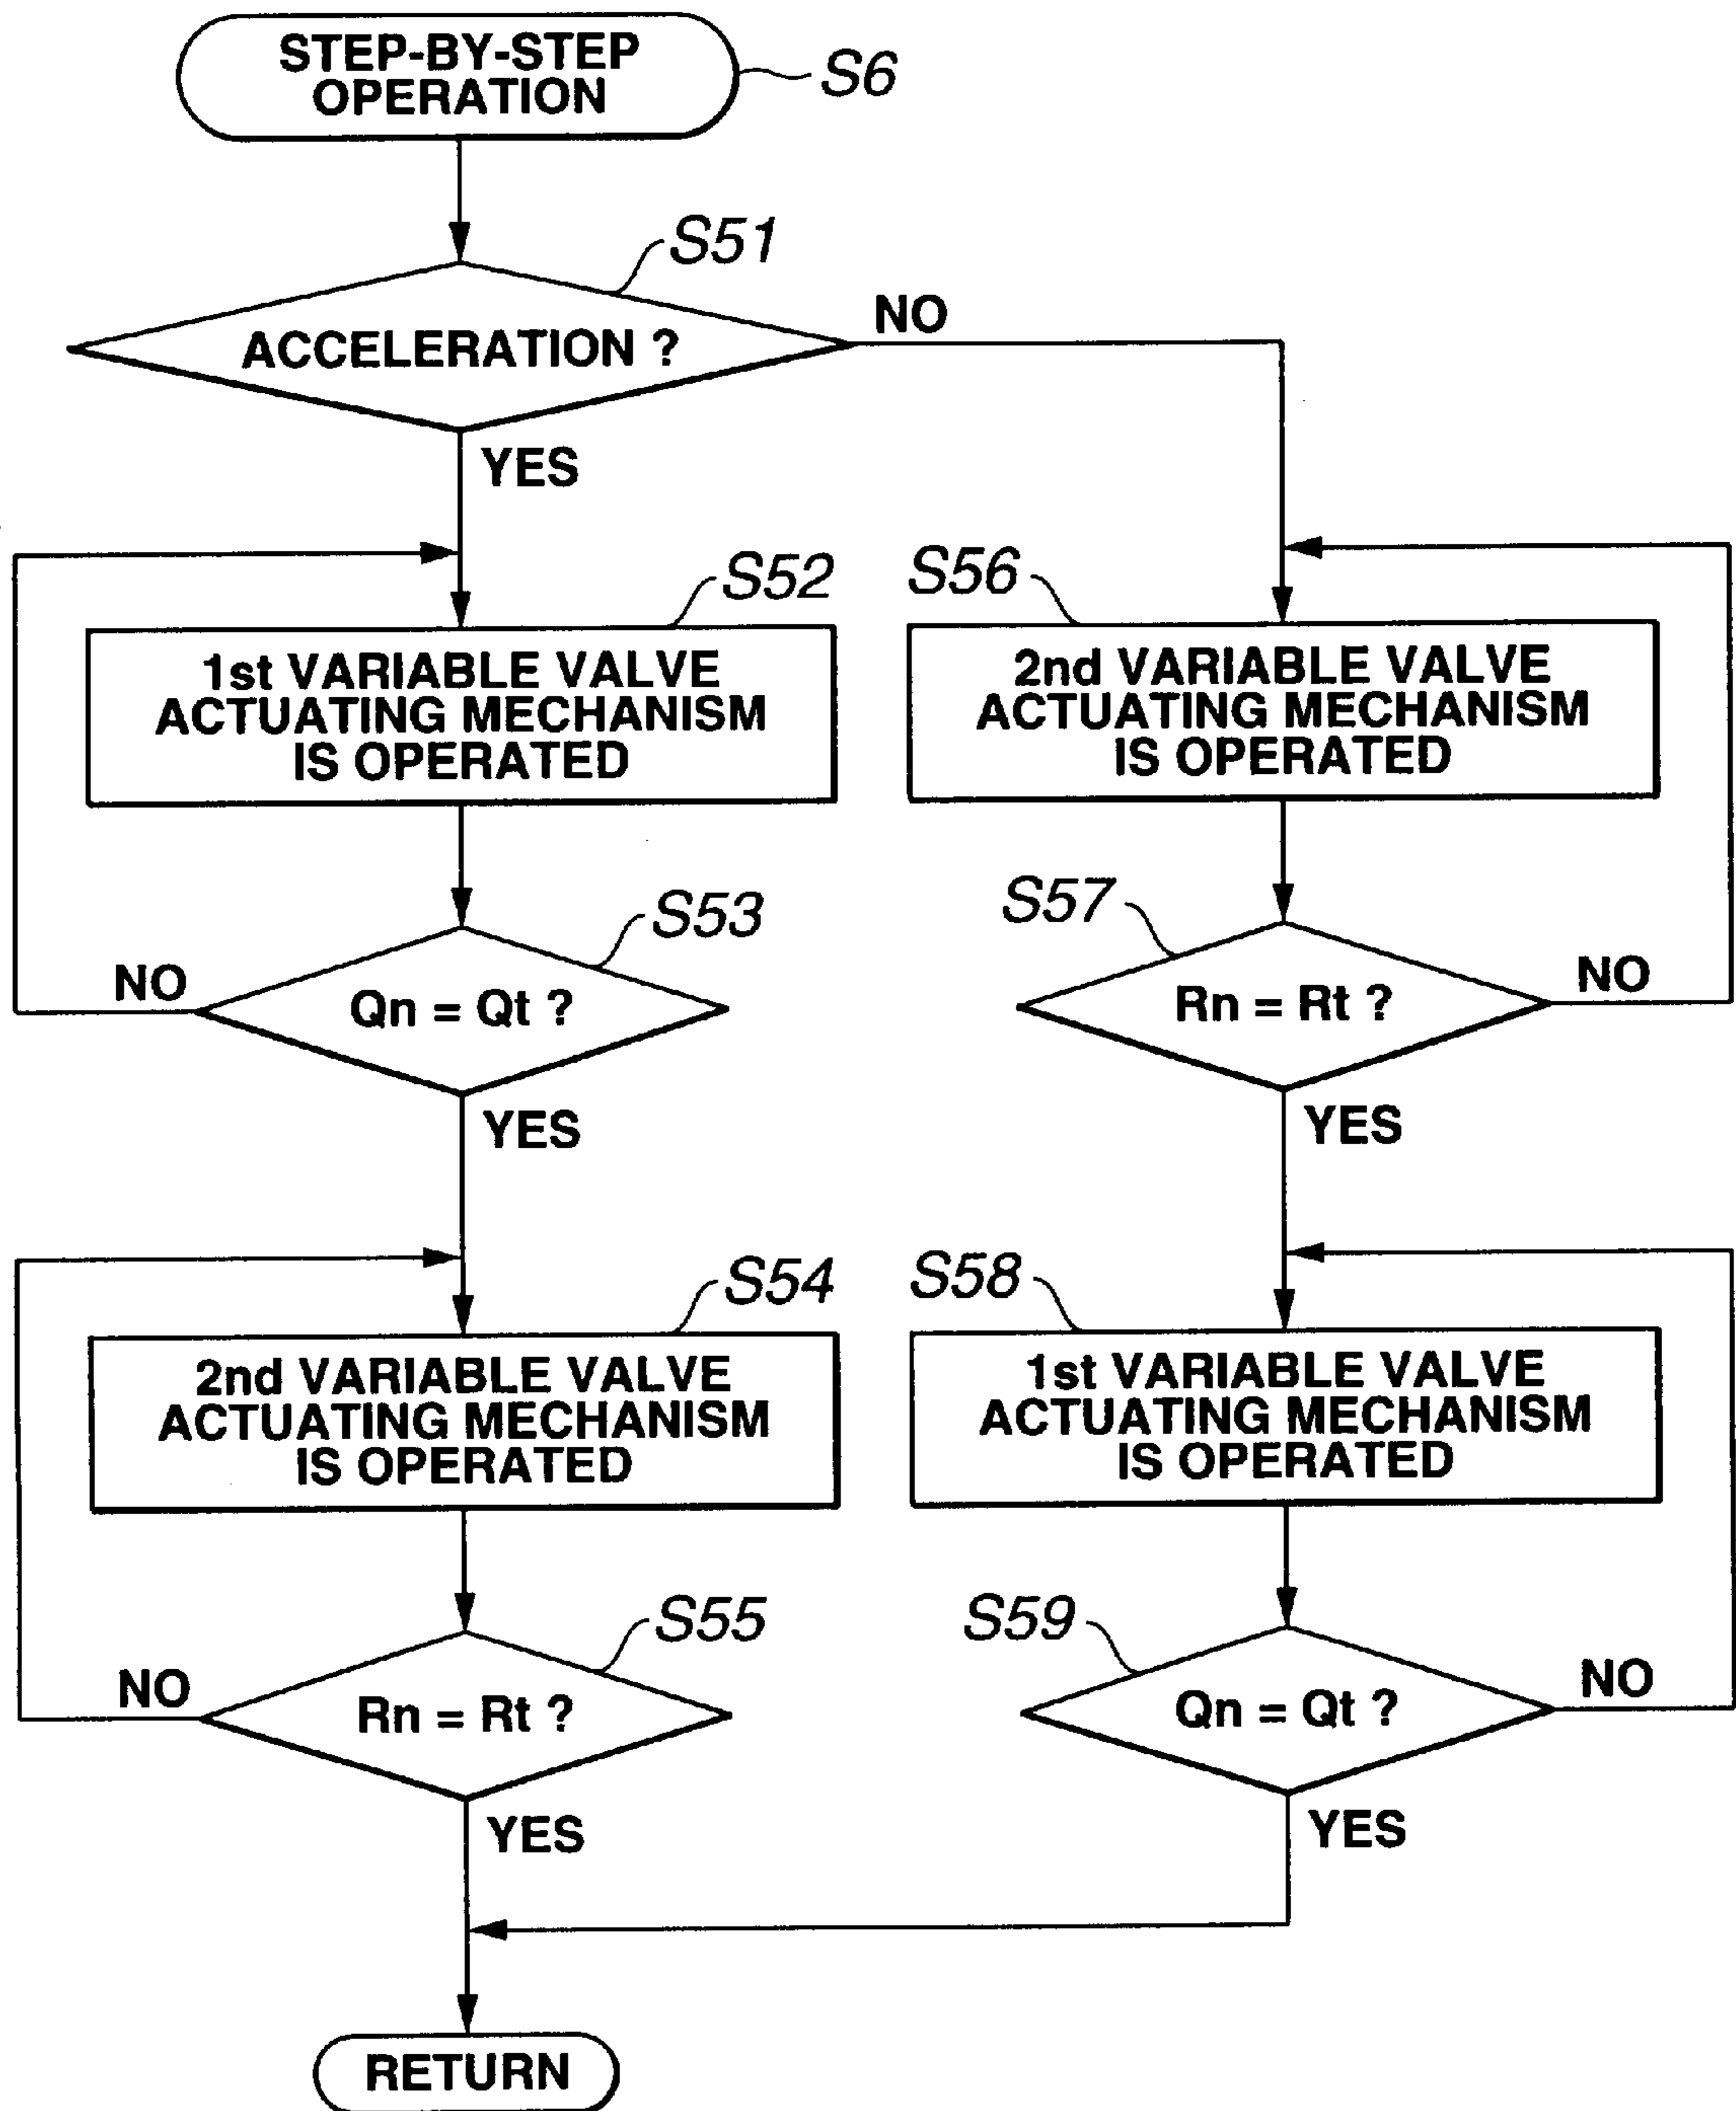 STEP-BY-STEP
OPERATION
S6
S51
ACCELERATION ?
NO
YES
S52
1st VARIABLE VALVE
ACTUATING MECHANISM
IS OPERATED
S56
2nd VARIABLE VALVE
ACTUATING MECHANISM
IS OPERATED
S53
Qn = Qt ?
NO
YES
S57
Rn = Rt ?
NO
YES
S54
2nd VARIABLE VALVE
ACTUATING MECHANISM
IS OPERATED
S58
1st VARIABLE VALVE
ACTUATING MECHANISM
IS OPERATED
S55
Rn = Rt ?
NO
YES
S59
Qn = Qt ?
NO
YES
RETURN